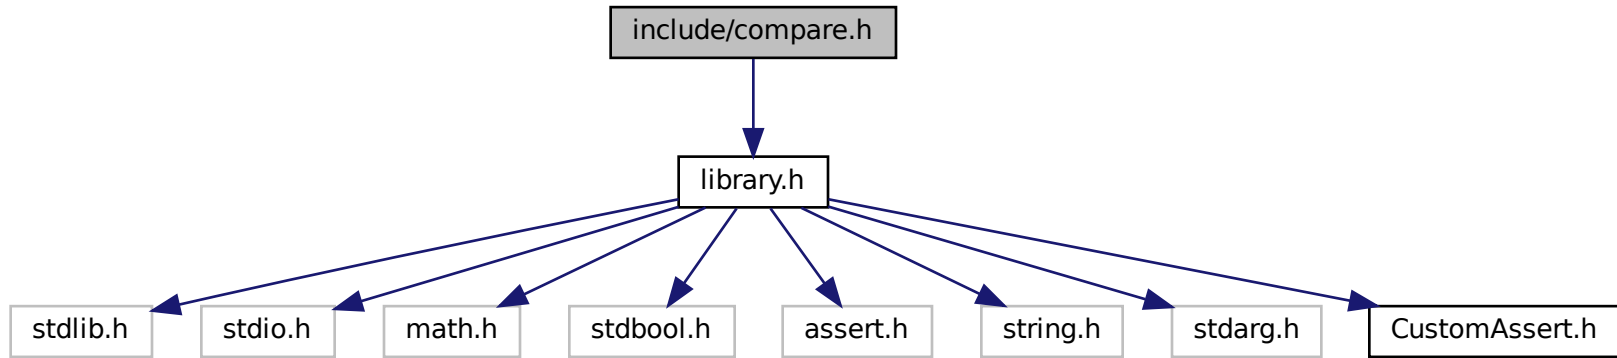 include/compare.h
library.h
stdlib.h
stdio.h
math.h
stdbool.h
assert.h
string.h
stdarg.h
CustomAssert.h